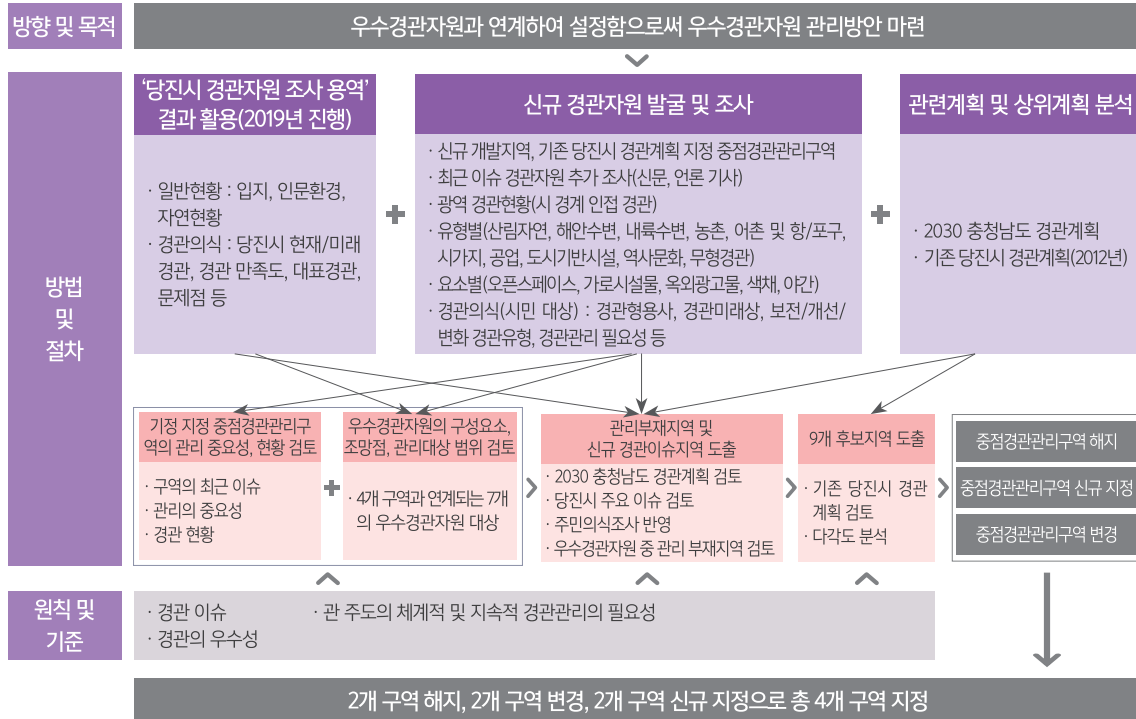 방향 및 목적
우수경관자원과 연계하여 설정함으로써 우수경관자원 관리방안 마련
방법
및
절차
‘당진시 경관자원 조사 용역’
결과 활용(2019년 진행)
· 일반현황 : 입지, 인문환경,
자연현황
· 경관의식 : 당진시 현재/미래
경관, 경관 만족도, 대표경관,
문제점 등
신규 경관자원 발굴 및 조사
· 신규 개발지역, 기존 당진시 경관계획 지정 중점경관관리구역
· 최근 이슈 경관자원 추가 조사(신문, 언론 기사)
· 광역 경관현황(시 경계 인접 경관)
· 유형별(산림자연, 해안수변, 내륙수변, 농촌, 어촌 및 항/포구,
시가지, 공업, 도시기반시설, 역사문화, 무형경관)
· 요소별(오픈스페이스, 가로시설물, 옥외광고물, 색채, 야간)
· 경관의식(시민 대상) : 경관형용사, 경관미래상, 보전/개선/
변화 경관유형, 경관관리 필요성 등
관련계획 및 상위계획 분석
· 2030 충청남도 경관계획
· 기존 당진시 경관계획(2012년)
기정 지정 중점경관관리구
역의 관리 중요성, 현황 검토
· 구역의 최근 이슈
· 관리의 중요성
· 경관 현황
우수경관자원의 구성요소,
조망점, 관리대상 범위 검토
· 4개 구역과 연계되는 7개
의 우수경관자원 대상
관리부재지역 및
신규 경관이슈지역 도출
· 2030 충청남도 경관계획 검토
· 당진시 주요 이슈 검토
· 주민의식조사 반영
· 우수경관자원 중 관리 부재지역 검토
9개 후보지역 도출
· 기존 당진시 경관
계획 검토
· 다각도 분석
중점경관관리구역 해지
중점경관관리구역 신규 지정
중점경관관리구역 변경
원칙 및
기준
· 경관 이슈
· 경관의 우수성
· 관 주도의 체계적 및 지속적 경관관리의 필요성
2개 구역 해지, 2개 구역 변경, 2개 구역 신규 지정으로 총 4개 구역 지정